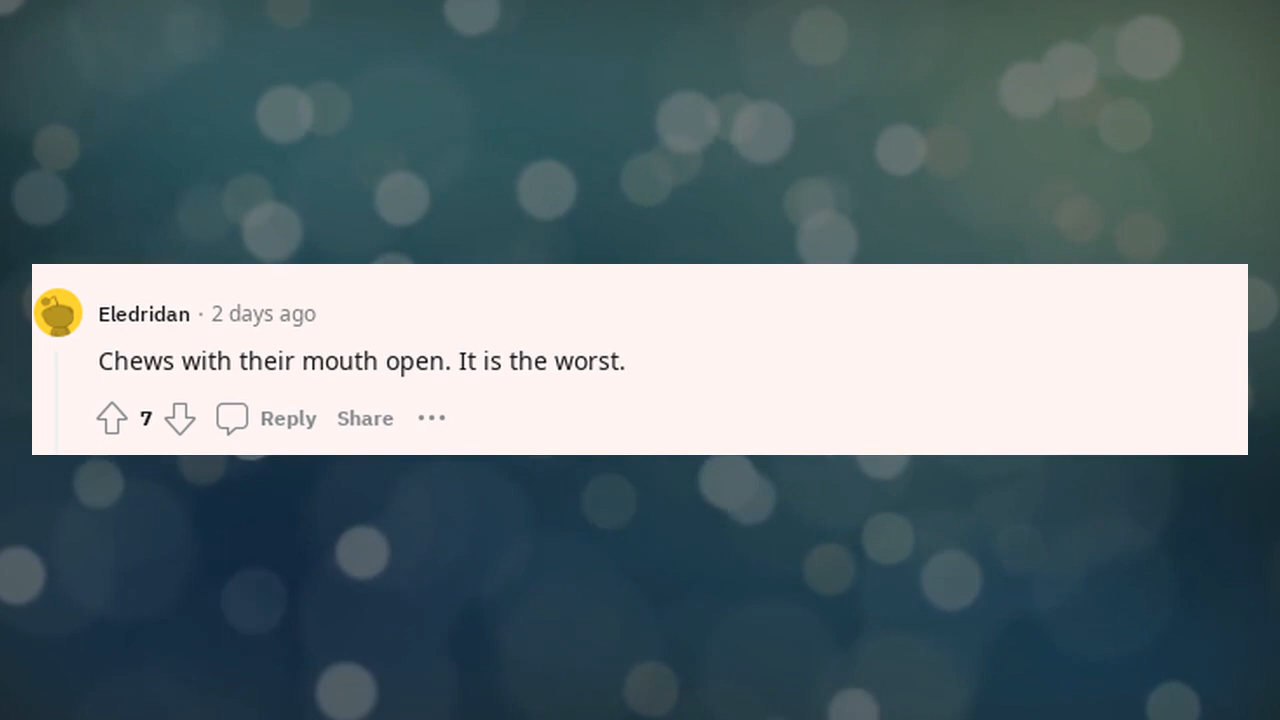 Eledridan · 2 days ago
Chews with their mouth open. It is the worst.
7 Reply Share ...